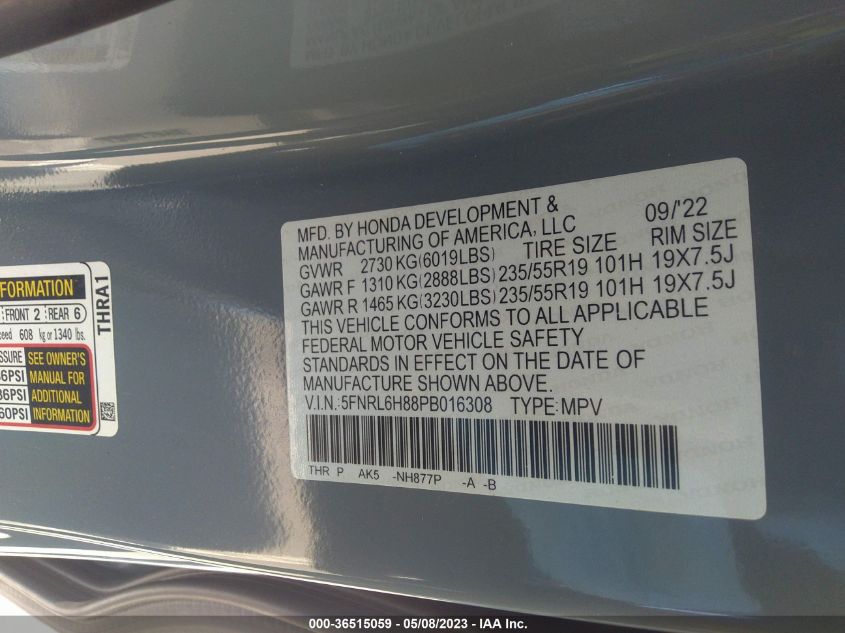 MFD. BY HONDA DEVELOPMENT & 09/'22
MANUFACTURING OF AMERICA, LLC
GVWR 2730 KG(6019LBS) TIRE SIZE RIM SIZE
GAWR F 1310 KG(2888LBS) 235/55R19 101H 19X7.5J
GAWR R 1465 KG(3230LBS) 235/55R19 101H 19X7.5J
THIS VEHICLE CONFORMS TO ALL APPLICABLE
FEDERAL MOTOR VEHICLE SAFETY
STANDARDS IN EFFECT ON THE DATE OF
MANUFACTURE SHOWN ABOVE.
V.I.N.:5FNRL6H88PB016308 TYPE:MPV
THR P AK5 -NH877P -A -B
FORMATION
FRONT 2 REAR 6
608 kg or 1340 lbs.
SSURE SEE OWNER'S
6PSI MANUAL FOR
36PSI ADDITIONAL
60PSI INFORMATION
THRA1
000-36515059 - 05/08/2023 - IAA Inc.